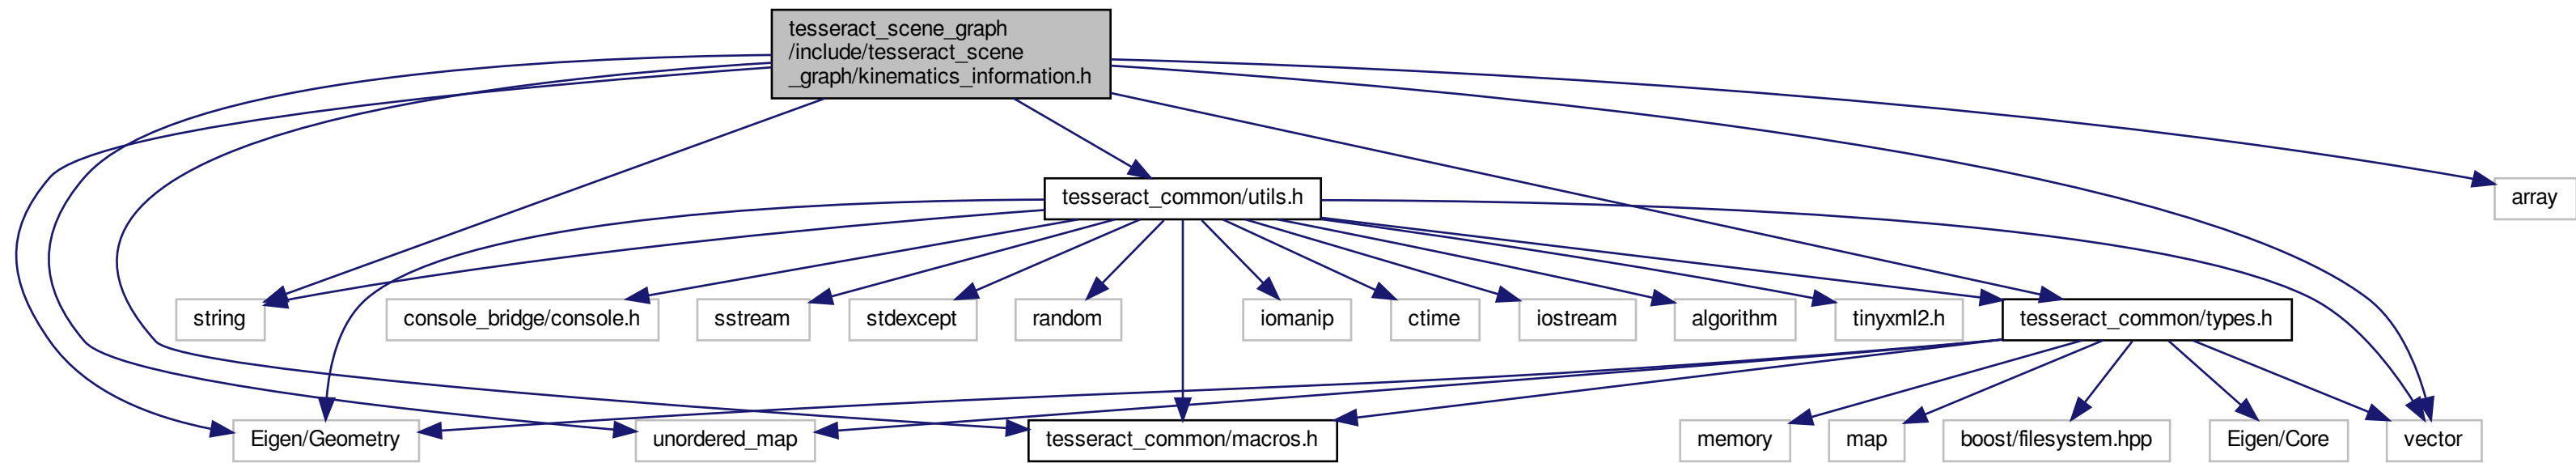 tesseract_scene_graph
/include/tesseract_scene
_graph/kinematics_information.h
tesseract_common/utils.h
array
string
console_bridge/console.h
sstream
stdexcept
random
iomanip
ctime
iostream
algorithm
tinyxml2.h
tesseract_common/types.h
Eigen/Geometry
unordered_map
tesseract_common/macros.h
memory
map
boost/filesystem.hpp
Eigen/Core
vector